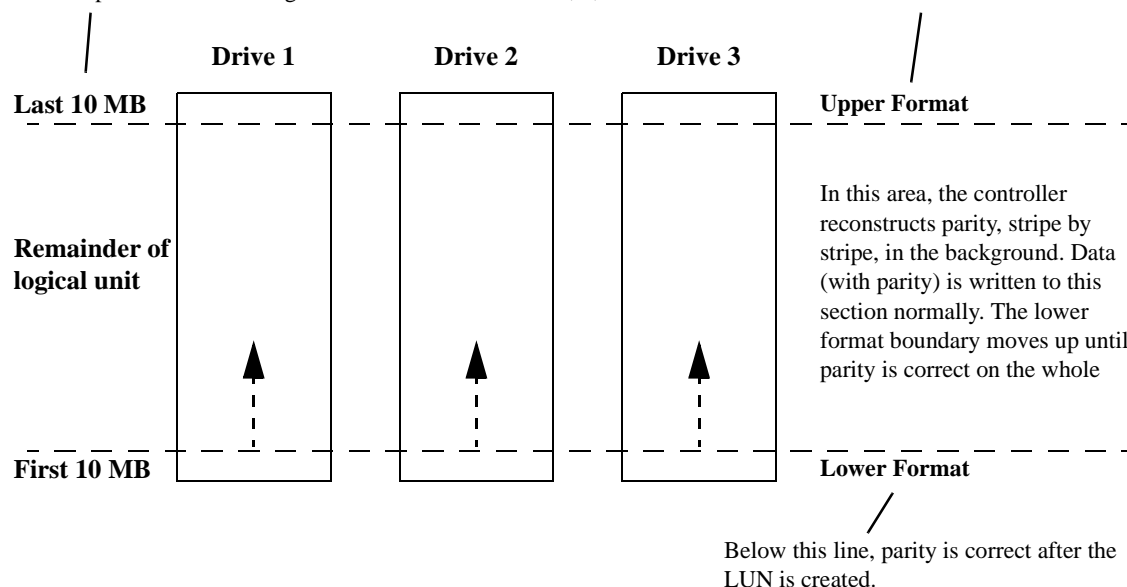 Drive 1 Drive 2 Drive 3
Last 10 MB
Upper Format
In this area, the controller
reconstructs parity, stripe by
stripe, in the background. Data
(with parity) is written to this
section normally. The lower
format boundary moves up until
parity is correct on the whole
Remainder of
logical unit
First 10 MB
Lower Format
Below this line, parity is correct after the
LUN is created.